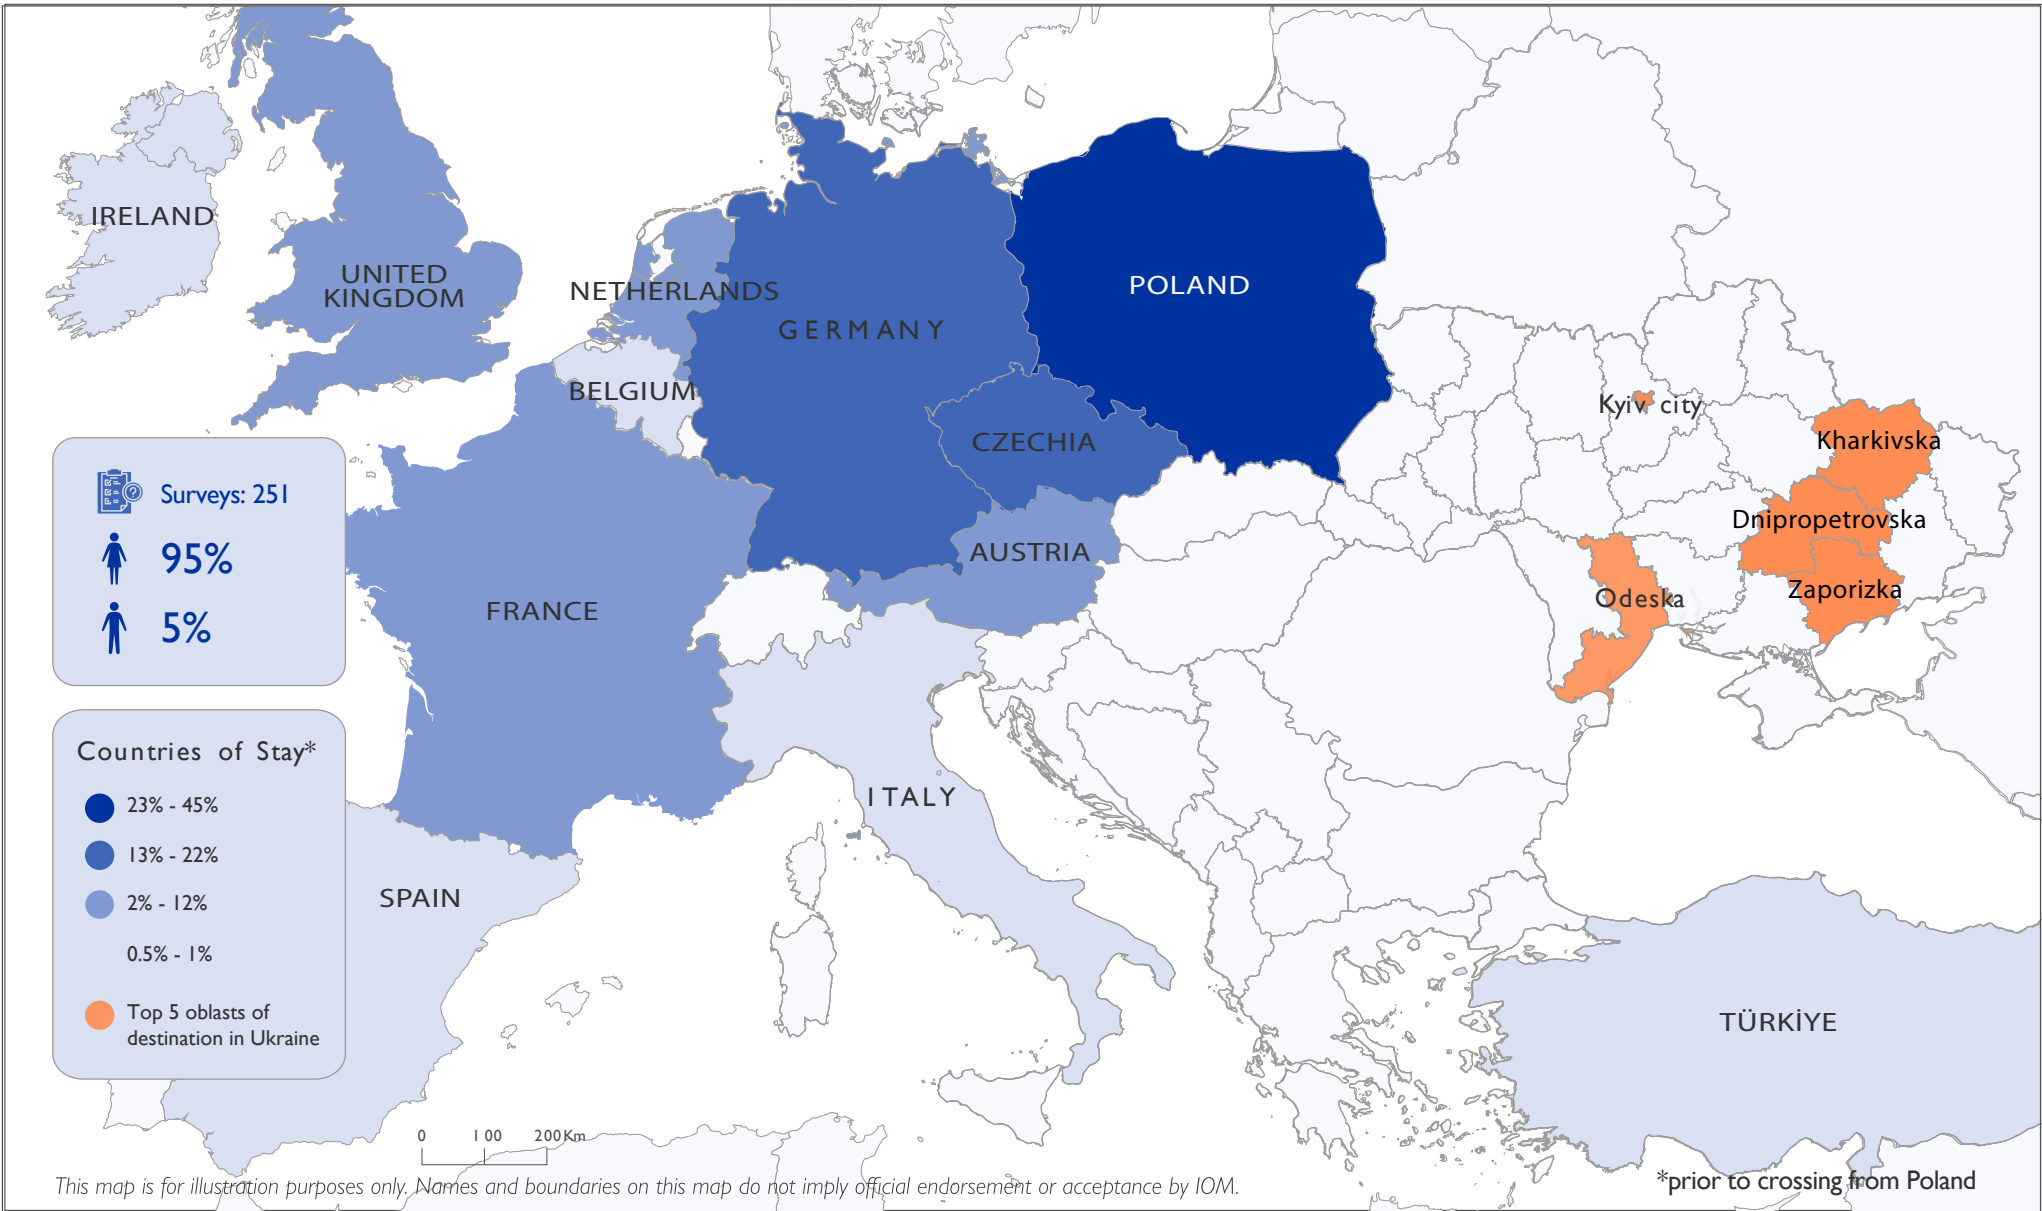 IRELAND
UNITED
KINGDOM
NETHERLANDS
GERMANY
POLAND
BELGIUM
CZECHIA
Kyiv city
Kharkivska
Dnipropetrovska
AUSTRIA
Zaporizka
Odeska
FRANCE
ITALY
SPAIN
TÜRKİYE
Surveys: 251
95%
5%
Countries of Stay*
23% - 45%
13% - 22%
2% - 12%
0.5% - 1%
Top 5 oblasts of
destination in Ukraine
0 100 200Km
This map is for illustration purposes only. Names and boundaries on this map do not imply official endorsement or acceptance by IOM.
*prior to crossing from Poland